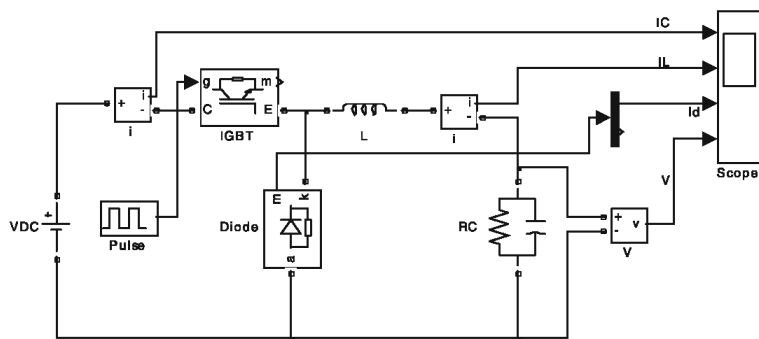 IC
IL
Id
V
Scope
+
i
-
i
g
m
C
E
IGBT
L
+
i
-
i
VDC
+
Pulse
Diode
m
k
a
RC
+
-
v
V